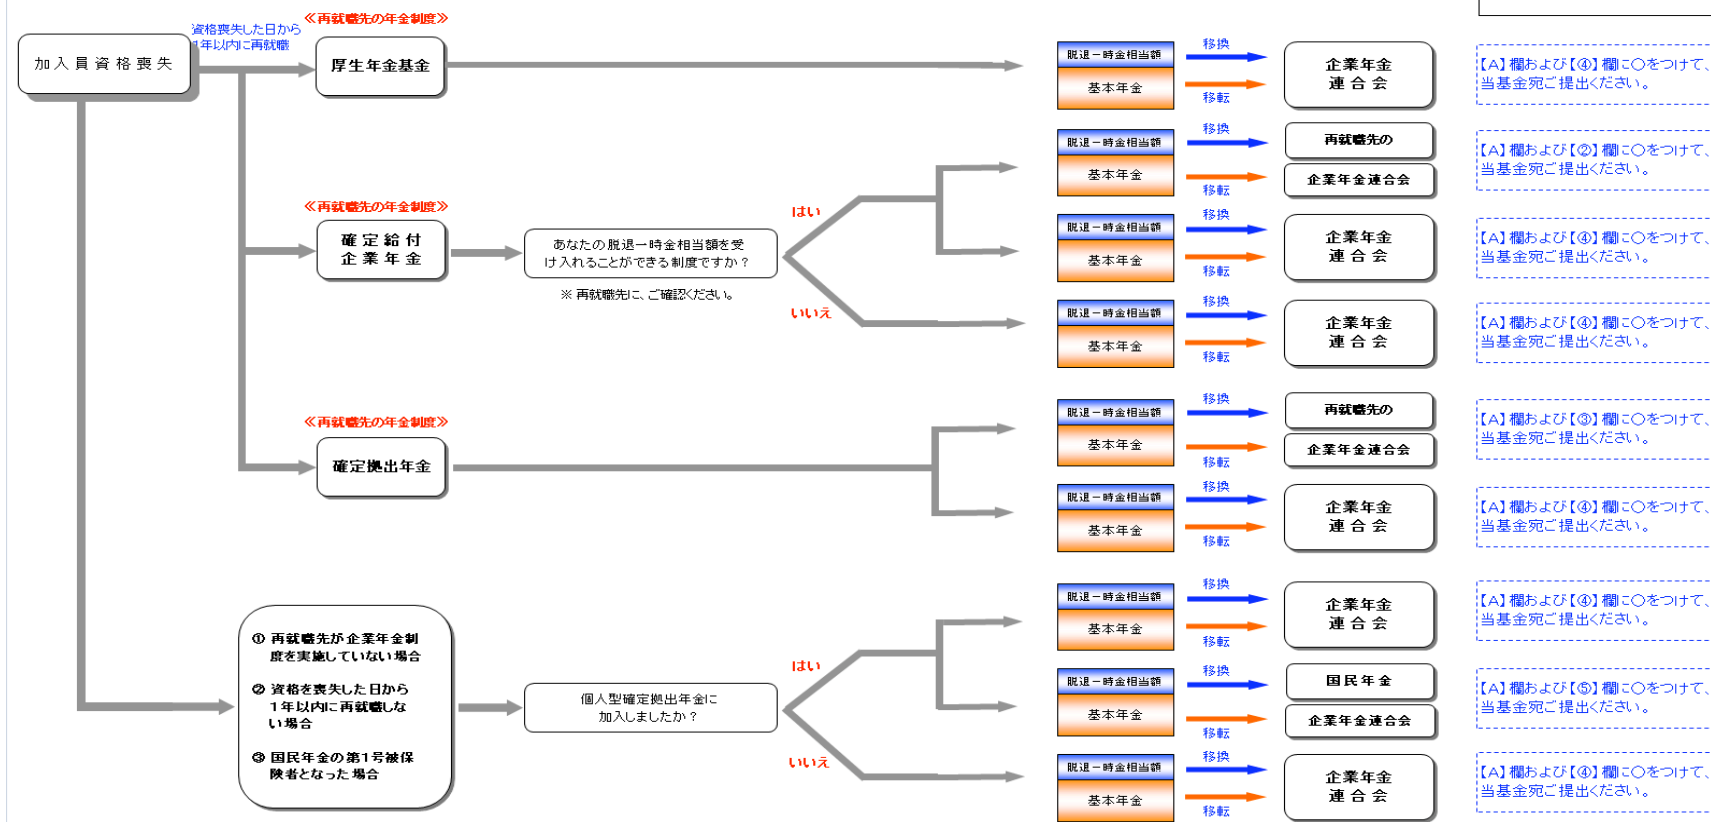 ≪再就職先の年金制度≫
資格喪失した日から
1年以内に再就職
加入員資格喪失
厚生年金基金
脱退一時金相当額
基本年金
移換
移転
企業年金
連合会
【A】欄および【④】欄に○をつけて、
当基金宛ご提出ください。
脱退一時金相当額
基本年金
移換
移転
再就職先の
企業年金連合会
【A】欄および【②】欄に○をつけて、
当基金宛ご提出ください。
≪再就職先の年金制度≫
確定給付
企業年金
あなたの脱退一時金相当額を受
け入れることができる制度ですか？
※ 再就職先に、ご確認ください。
はい
いいえ
脱退一時金相当額
基本年金
移換
移転
企業年金
連合会
【A】欄および【④】欄に○をつけて、
当基金宛ご提出ください。
脱退一時金相当額
基本年金
移換
移転
企業年金
連合会
【A】欄および【④】欄に○をつけて、
当基金宛ご提出ください。
≪再就職先の年金制度≫
確定拠出年金
脱退一時金相当額
基本年金
移換
移転
再就職先の
企業年金連合会
【A】欄および【③】欄に○をつけて、
当基金宛ご提出ください。
脱退一時金相当額
基本年金
移換
移転
企業年金
連合会
【A】欄および【④】欄に○をつけて、
当基金宛ご提出ください。
① 再就職先が企業年金制
度を実施していない場合
② 資格を喪失した日から
1年以内に再就職しな
い場合
③ 国民年金の第1号被保
険者となった場合
個人型確定拠出年金に
加入しましたか？
はい
いいえ
脱退一時金相当額
基本年金
移換
移転
企業年金
連合会
【A】欄および【④】欄に○をつけて、
当基金宛ご提出ください。
脱退一時金相当額
基本年金
移換
移転
国民年金
企業年金連合会
【A】欄および【⑤】欄に○をつけて、
当基金宛ご提出ください。
脱退一時金相当額
基本年金
移換
移転
企業年金
連合会
【A】欄および【④】欄に○をつけて、
当基金宛ご提出ください。